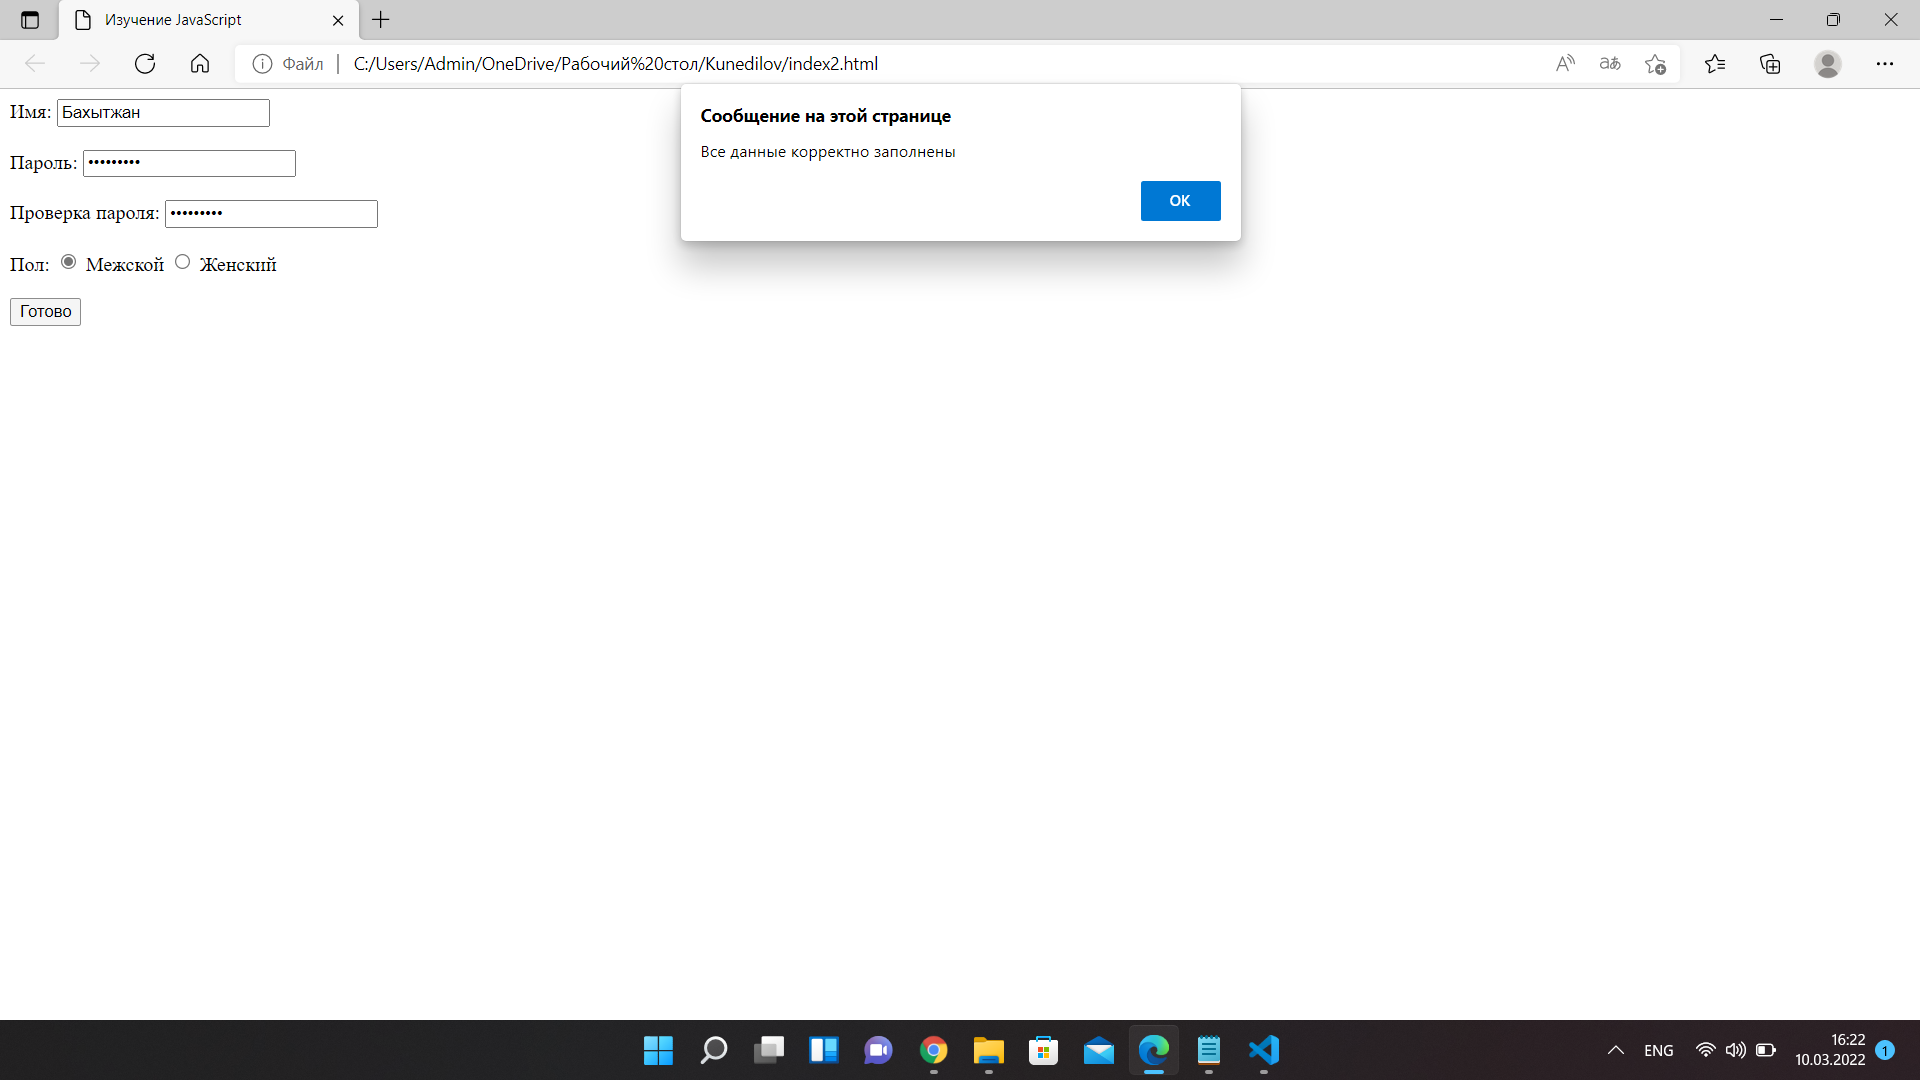 Изучение JavaScript
Файл
C:/Users/Admin/OneDrive/Рабочий%20стол/Kunedilov/index2.html
Сообщение на этой странице
Все данные корректно заполнены
OK
Имя: Бахытжан
Пароль: •••••••••
Проверка пароля: •••••••••
Пол: Межской Женский
Готово
ENG
16:22
10.03.2022
1